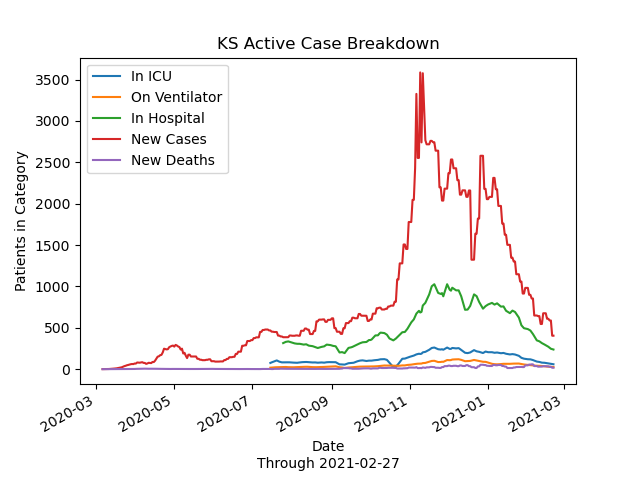 KS Active Case Breakdown
In ICU
On Ventilator
In Hospital
New Cases
New Deaths
Patients in Category
3500
3000
2500
2000
1500
1000
500
0
2020-03
2020-05
2020-07
2020-09
2020-11
2021-01
2021-03
Date
Through 2021-02-27